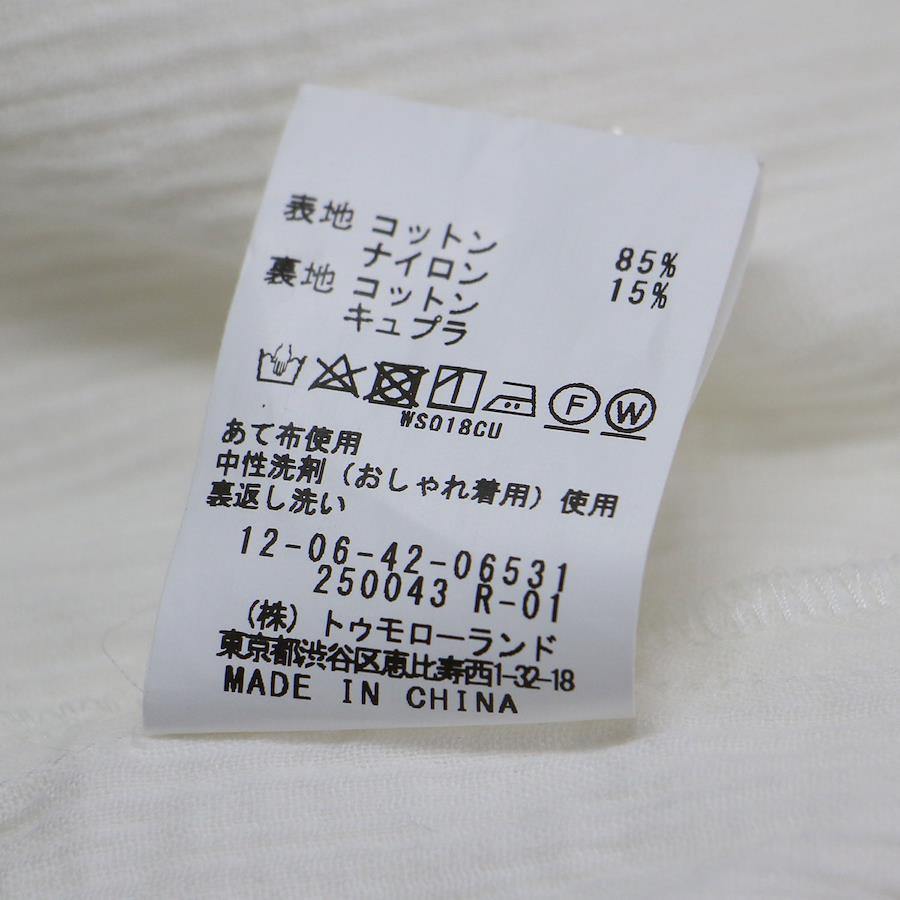 表地 コットン 85%
ナイロン 15%
裏地 コットン
キュプラ
F W
WS018CU
あて布使用
中性洗剤（おしゃれ着用）使用
裏返し洗い
12-06-42-06531
250043 R-01
（株）トゥモローランド
東京都渋谷区恵比寿西1-32-18
MADE IN CHINA